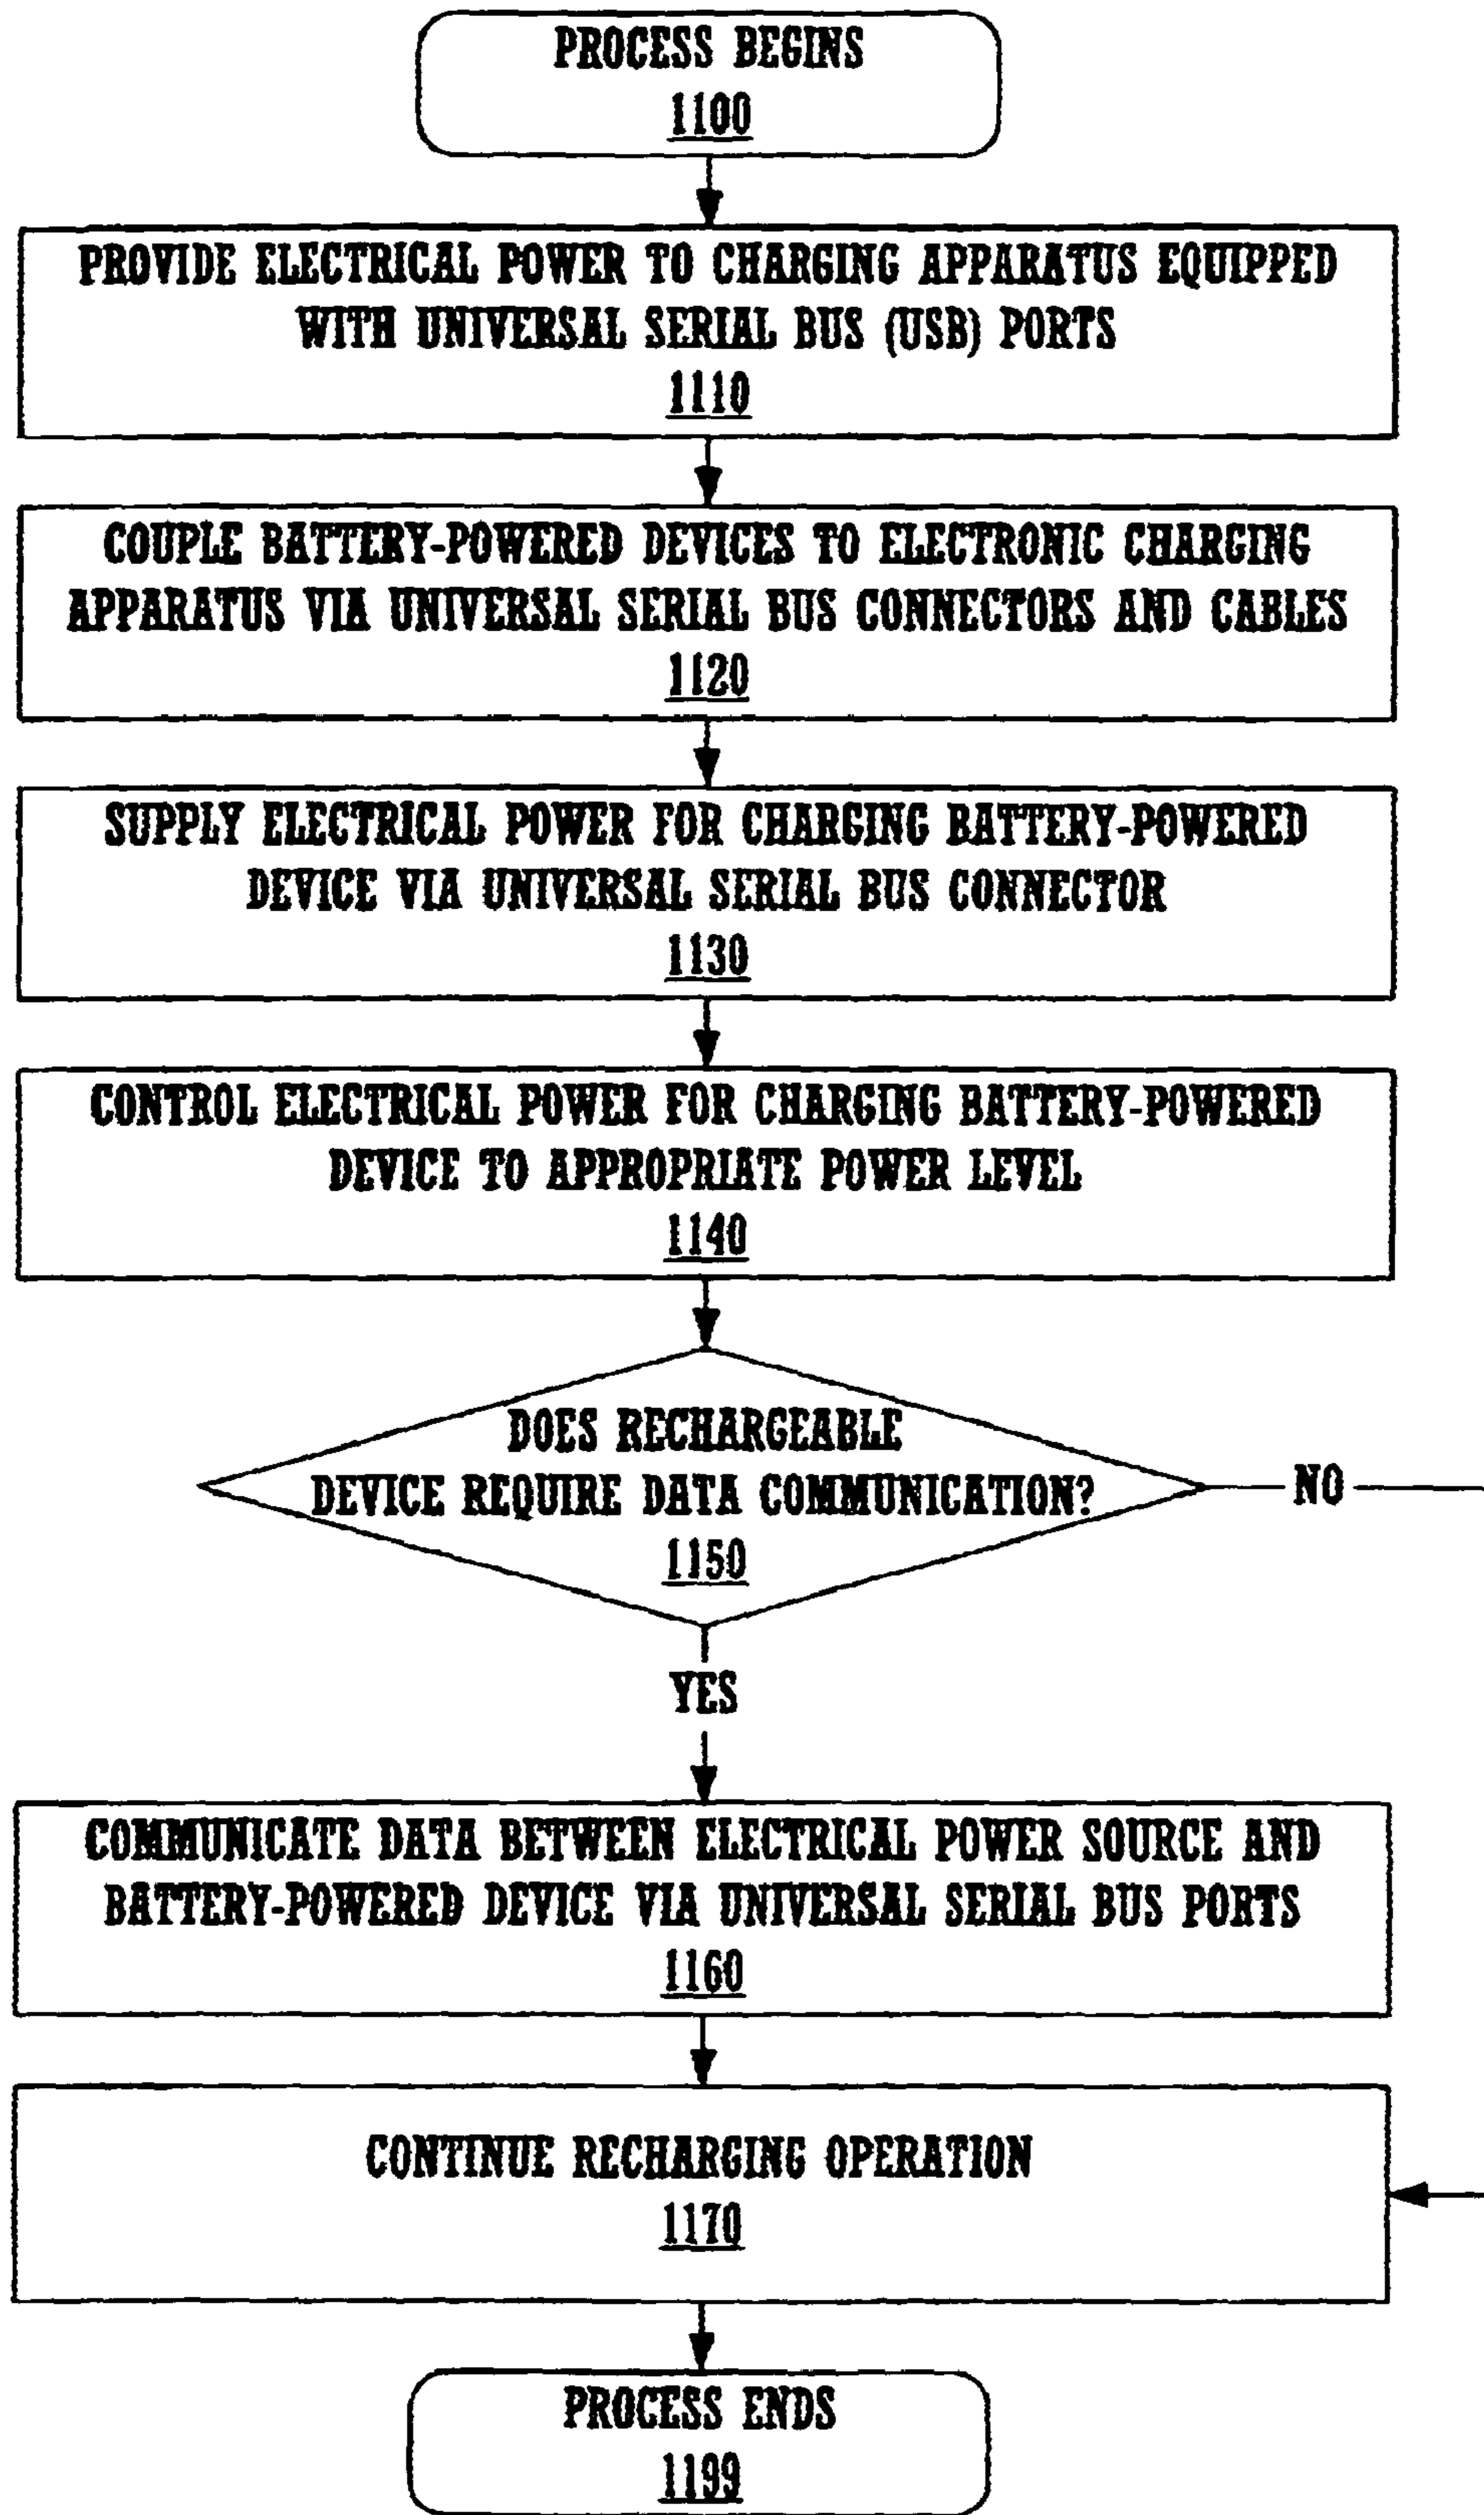 PROCESS BEGINS
1100
PROVIDE ELECTRICAL POWER TO CHARGING APPARATUS EQUIPPED
WITH UNIVERSAL SERIAL BUS (USB) PORTS
1110
COUPLE BATTERY-POWERED DEVICES TO ELECTRONIC CHARGING
APPARATUS VIA UNIVERSAL SERIAL BUS CONNECTORS AND CABLES
1120
SUPPLY ELECTRICAL POWER FOR CHARGING BATTERY-POWERED
DEVICE VIA UNIVERSAL SERIAL BUS CONNECTOR
1130
CONTROL ELECTRICAL POWER FOR CHARGING BATTERY-POWERED
DEVICE TO APPROPRIATE POWER LEVEL
1140
DOES RECHARGEABLE
DEVICE REQUIRE DATA COMMUNICATION?
1150
NO
YES
COMMUNICATE DATA BETWEEN ELECTRICAL POWER SOURCE AND
BATTERY-POWERED DEVICE VIA UNIVERSAL SERIAL BUS PORTS
1160
CONTINUE RECHARGING OPERATION
1170
PROCESS ENDS
1199